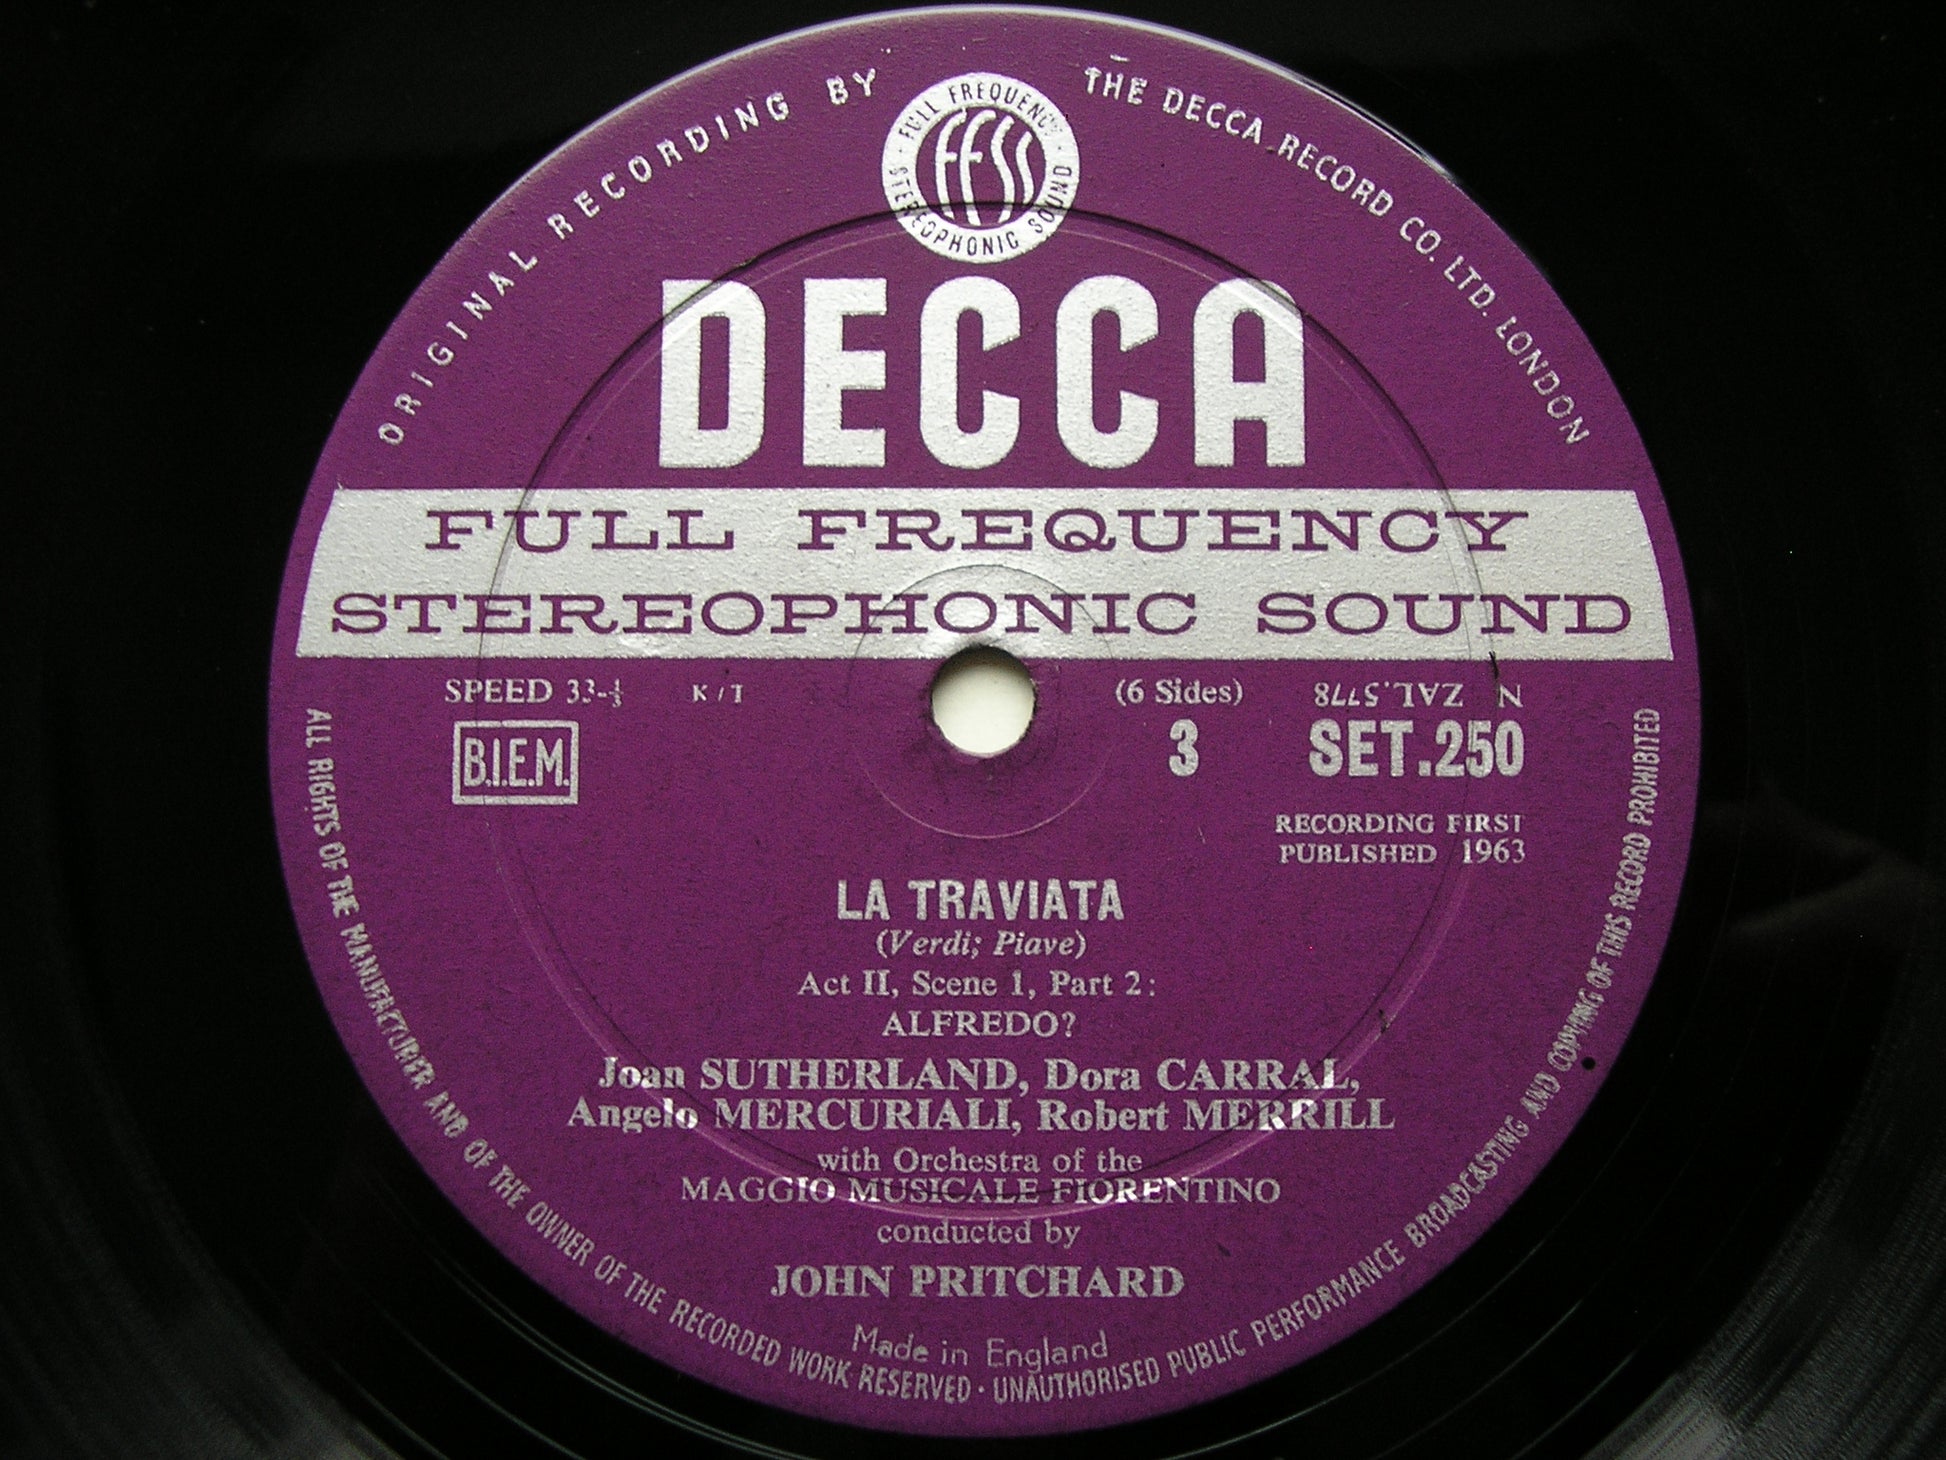 ORIGINAL RECORDING BY THE DECCA RECORD CO. LTD. LONDON
FULL FREQUENCY
FFSS
STEREOPHONIC SOUND
DECCA
FULL FREQUENCY
STEREOPHONIC SOUND
SPEED 33-⅓ K/T (6 Sides) N ZAL.5778
B.I.E.M. 3 SET.250
RECORDING FIRST
PUBLISHED 1963
LA TRAVIATA
(Verdi; Piave)
Act II, Scene 1, Part 2:
ALFREDO?
Joan SUTHERLAND, Dora CARRAL,
Angelo MERCURIALI, Robert MERRILL
with Orchestra of the
MAGGIO MUSICALE FIORENTINO
conducted by
JOHN PRITCHARD
Made in England
ALL RIGHTS OF THE MANUFACTURER AND OF THE OWNER OF THE RECORDED WORK RESERVED · UNAUTHORISED PUBLIC PERFORMANCE BROADCASTING AND COPYING OF THIS RECORD PROHIBITED